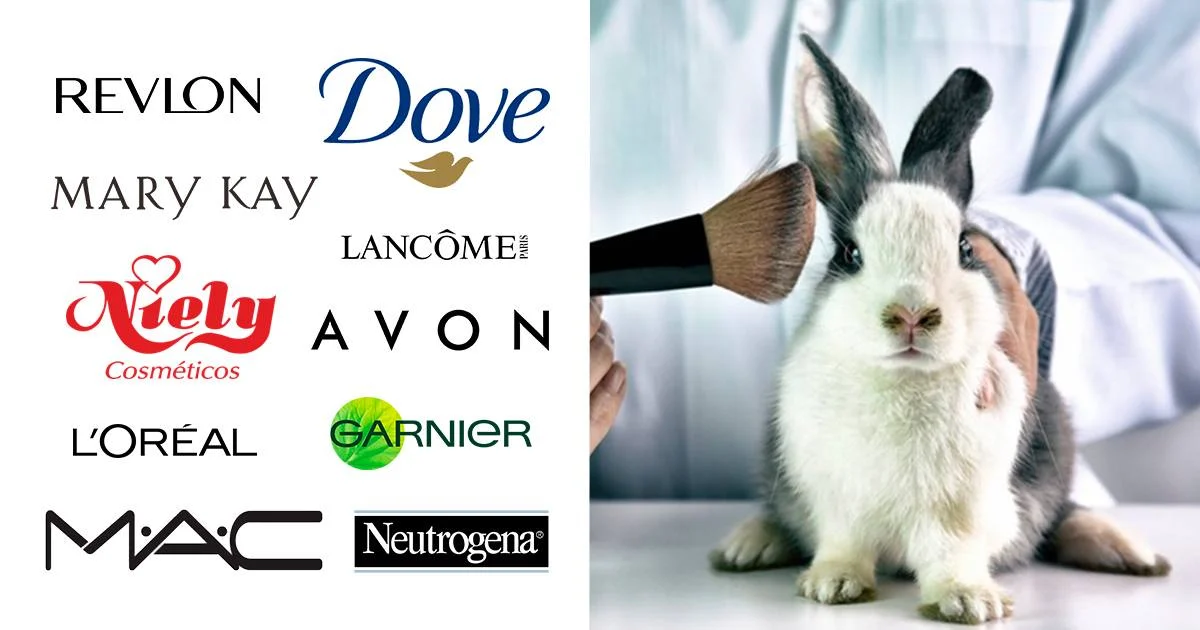 REVLON
Dove
MARY KAY
LANCÔME PARIS
Niely
Cosméticos
AVON
L'ORÉAL
GARNIER
M·A·C
Neutrogena®